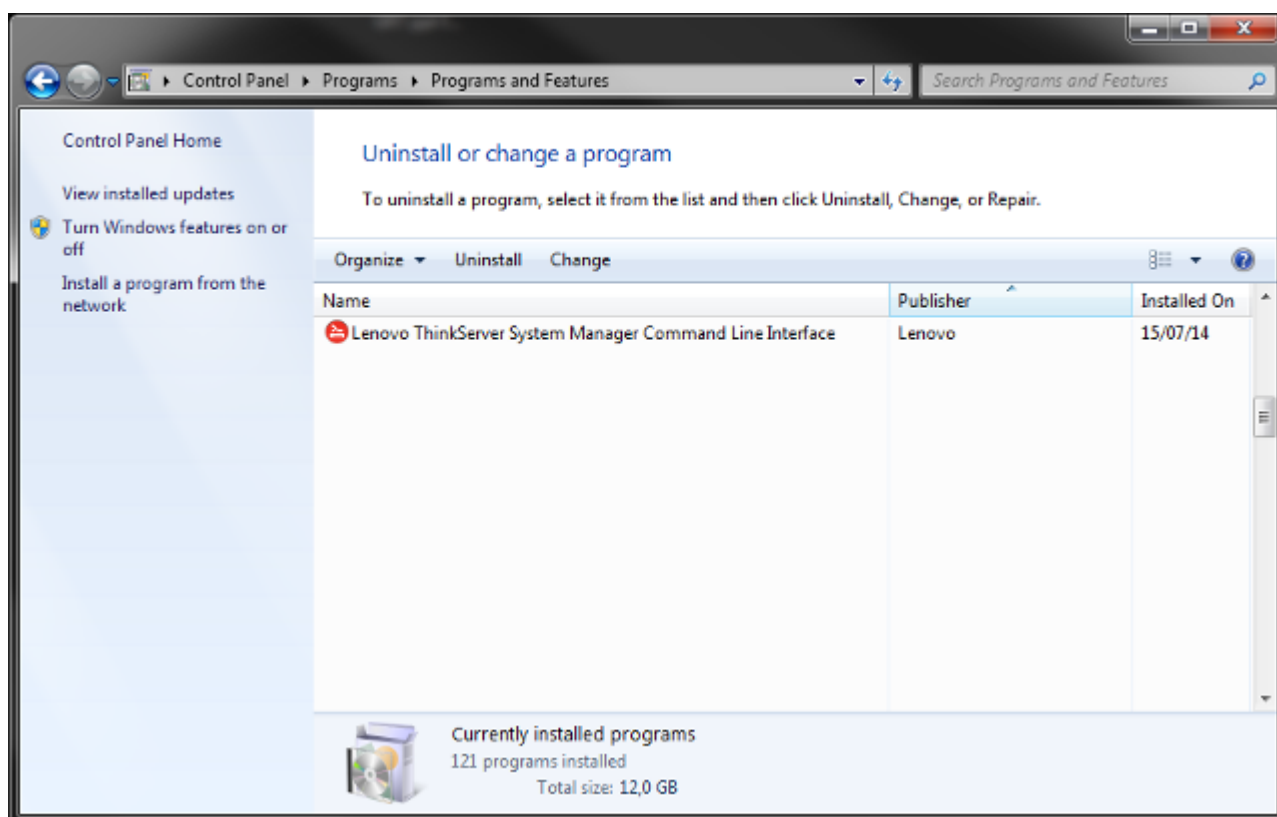 Control Panel Programs Programs and Features Search Programs and Features
Control Panel Home
View installed updates
Turn Windows features on or
off
Install a program from the
network
Uninstall or change a program
To uninstall a program, select it from the list and then click Uninstall, Change, or Repair.
Organize Uninstall Change
Name Publisher Installed On
Lenovo ThinkServer System Manager Command Line Interface Lenovo 15/07/14
Currently installed programs
121 programs installed
Total size: 12,0 GB